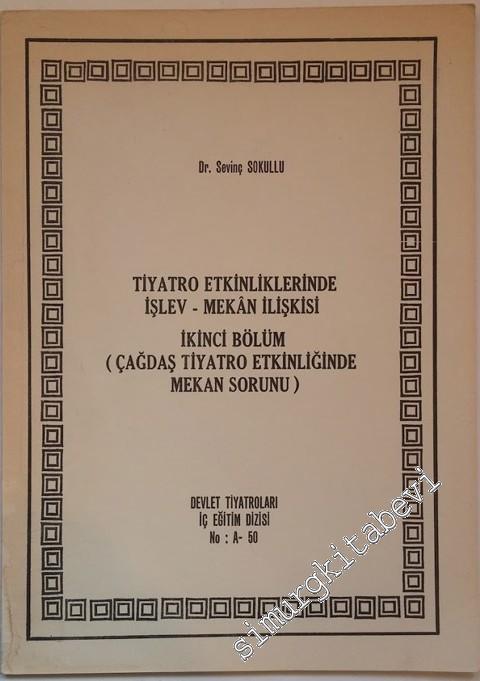 Dr. Sevinç SOKULLU
TİYATRO ETKİNLİKLERİNDE
İŞLEV - MEKÂN İLİŞKİSİ
İKİNCİ BÖLÜM
( ÇAĞDAŞ TİYATRO ETKİNLİĞİNDE
MEKAN SORUNU )
DEVLET TİYATROLARI
İÇ EĞİTİM DİZİSİ
No : A- 50
simurgkitabevi